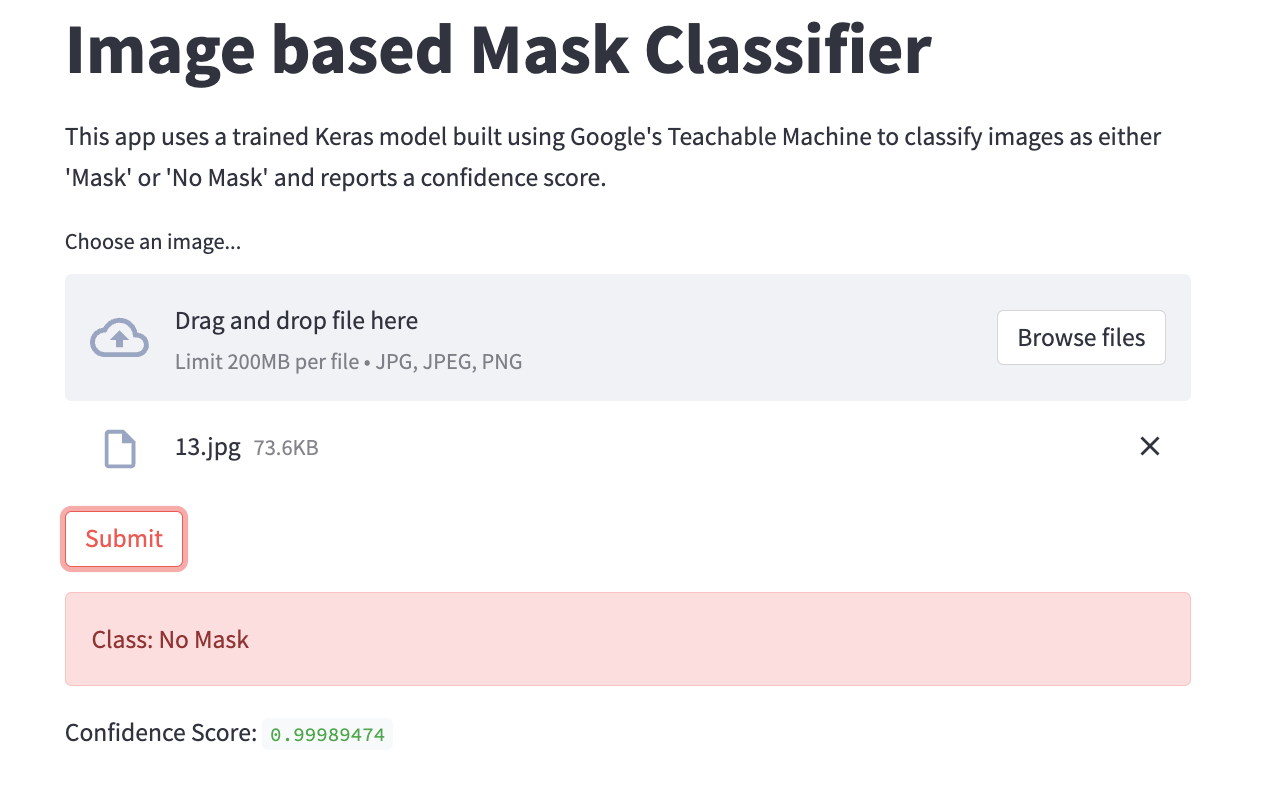 Image based Mask Classifier
This app uses a trained Keras model built using Google's Teachable Machine to classify images as either
'Mask' or 'No Mask' and reports a confidence score.
Choose an image...
Drag and drop file here
Limit 200MB per file • JPG, JPEG, PNG
Browse files
13.jpg 73.6KB
Submit
Class: No Mask
Confidence Score: 0.99989474